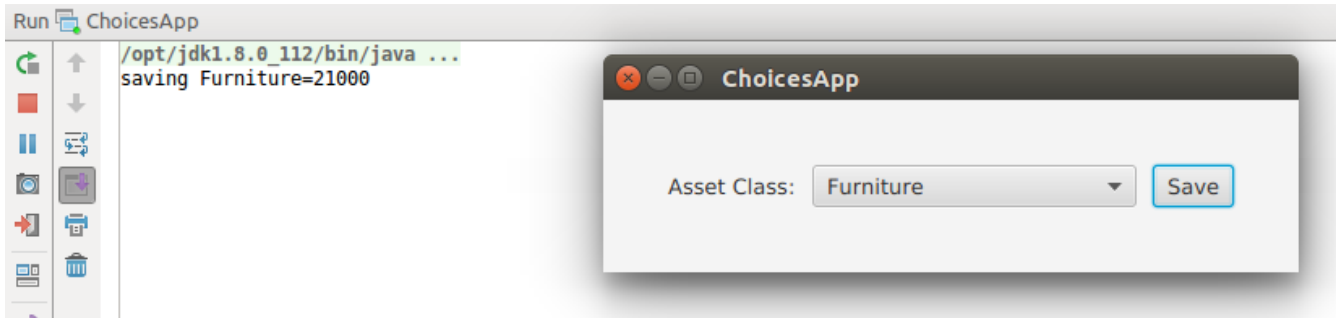 Run ChoicesApp
/opt/jdk1.8.0_112/bin/java ...
saving Furniture=21000
ChoicesApp
Asset Class: Furniture Save